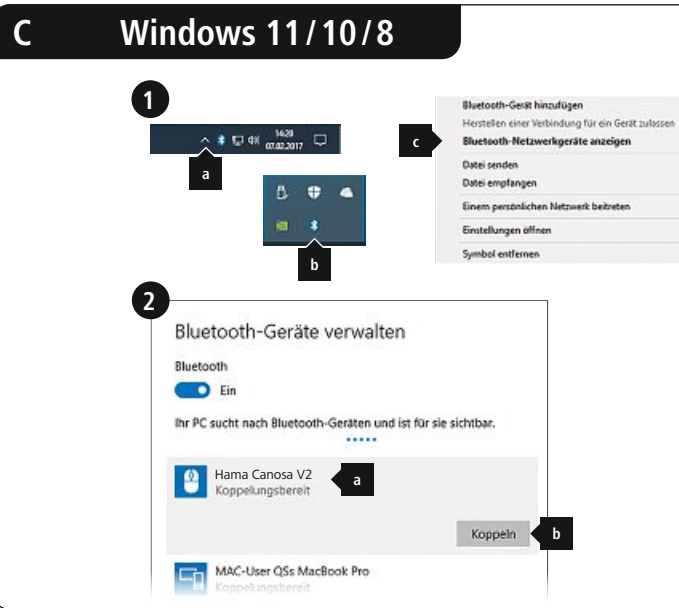 C Windows 11/10/8
1
14:20
07.02.2017
a
b
c
Bluetooth-Gerät hinzufügen
Herstellen einer Verbindung für ein Gerät zulassen
Bluetooth-Netzwerkgeräte anzeigen
Datei senden
Datei empfangen
Einem persönlichen Netzwerk beitreten
Einstellungen öffnen
Symbol entfernen
2
Bluetooth-Geräte verwalten
Bluetooth
Ein
Ihr PC sucht nach Bluetooth-Geräten und ist für sie sichtbar.
Hama Canosa V2
Koppelungsbereit
a
Koppeln
b
MAC-User QSs MacBook Pro
Koppelungsbereit